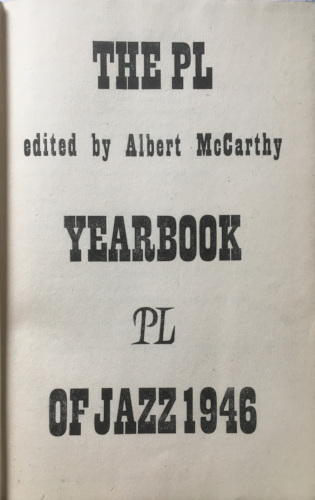 THE PL
edited by Albert McCarthy
YEARBOOK
PL
OF JAZZ 1946